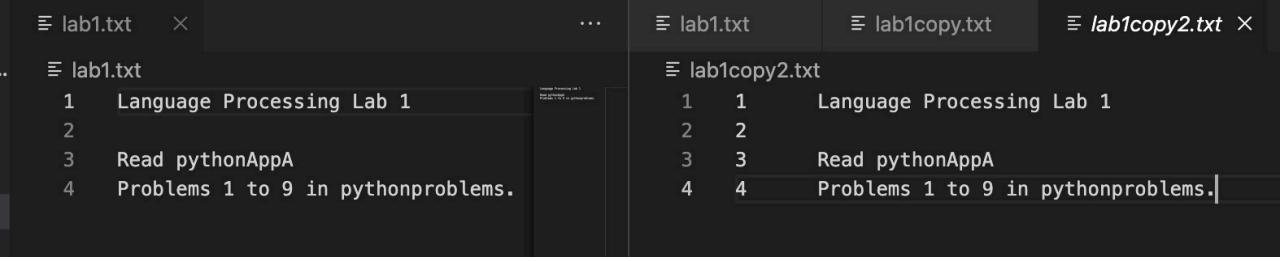 lab1.txt
lab1.txt
1 Language Processing Lab 1
2
3 Read pythonAppA
4 Problems 1 to 9 in pythonproblems.
lab1.txt lab1copy.txt lab1copy2.txt
lab1copy2.txt
1 1 Language Processing Lab 1
2 2
3 3 Read pythonAppA
4 4 Problems 1 to 9 in pythonproblems.